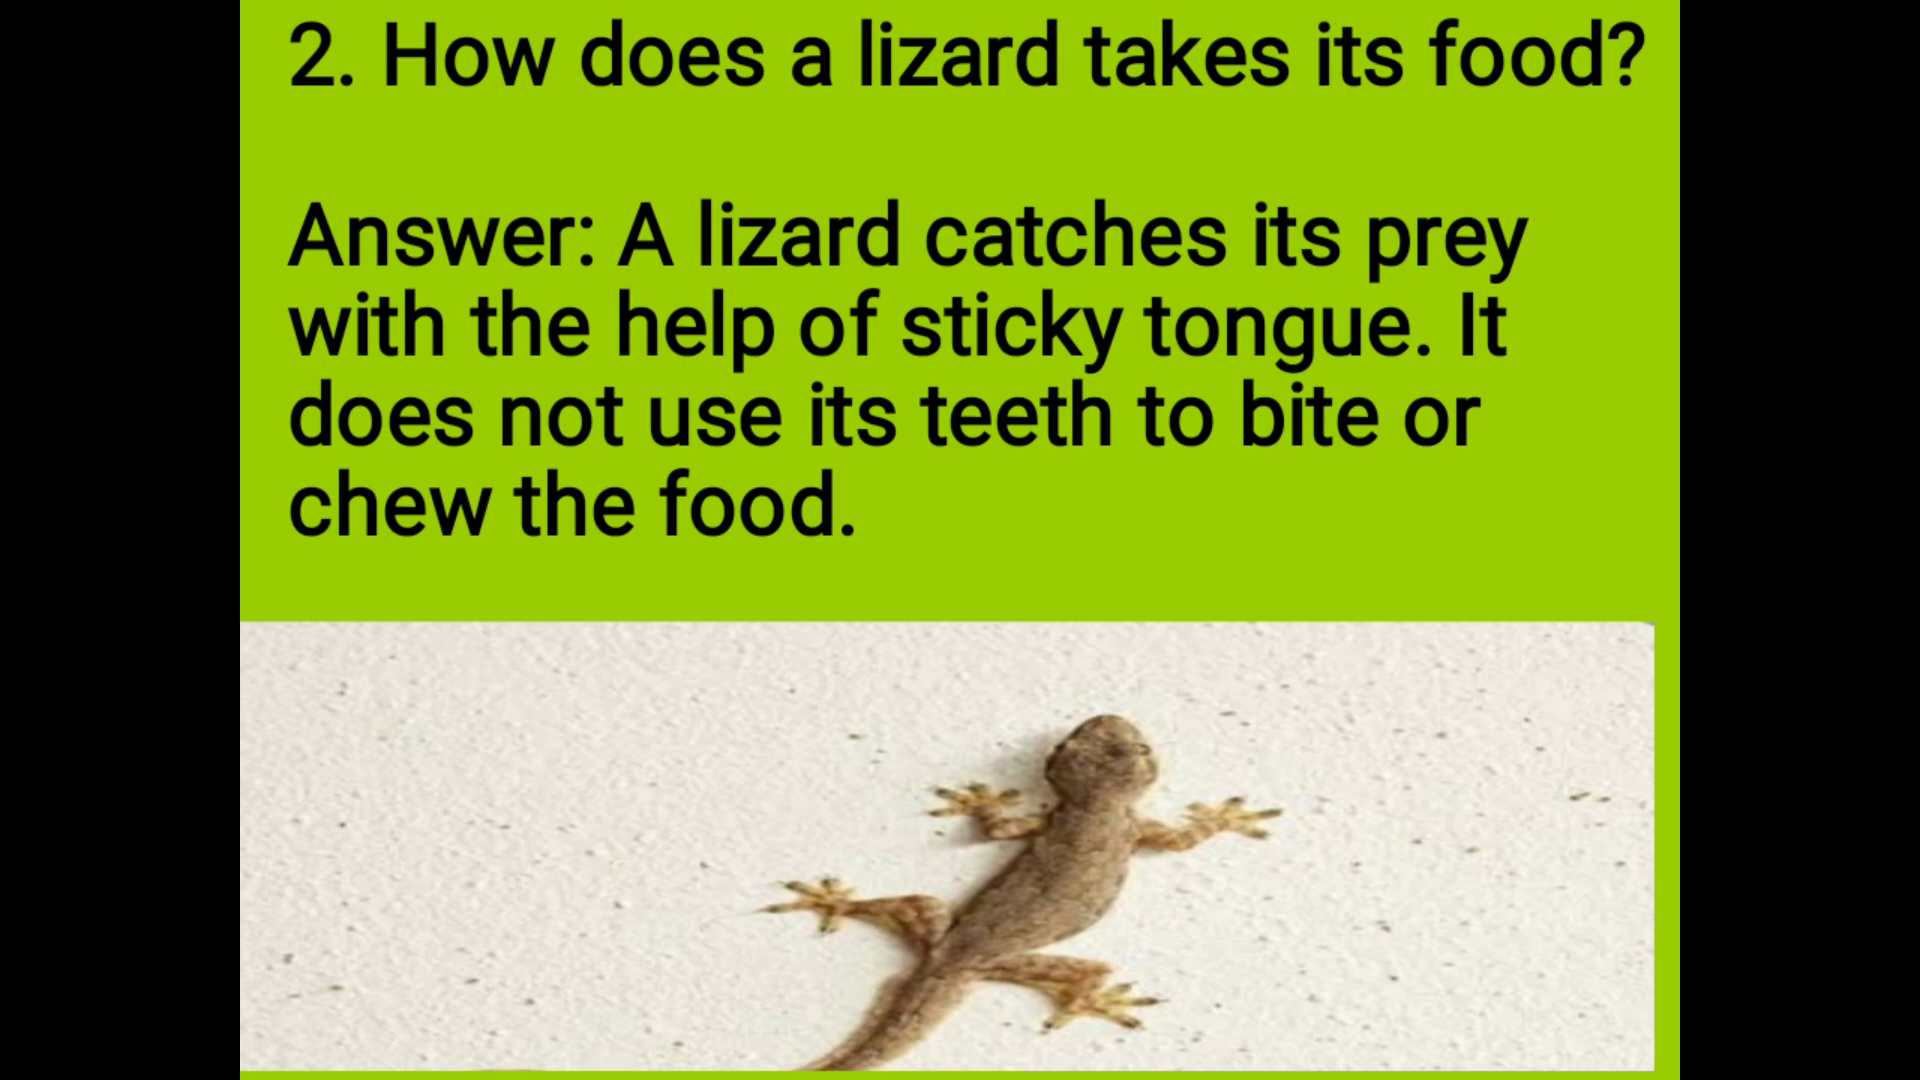 2. How does a lizard takes its food?
Answer: A lizard catches its prey
with the help of sticky tongue. It
does not use its teeth to bite or
chew the food.